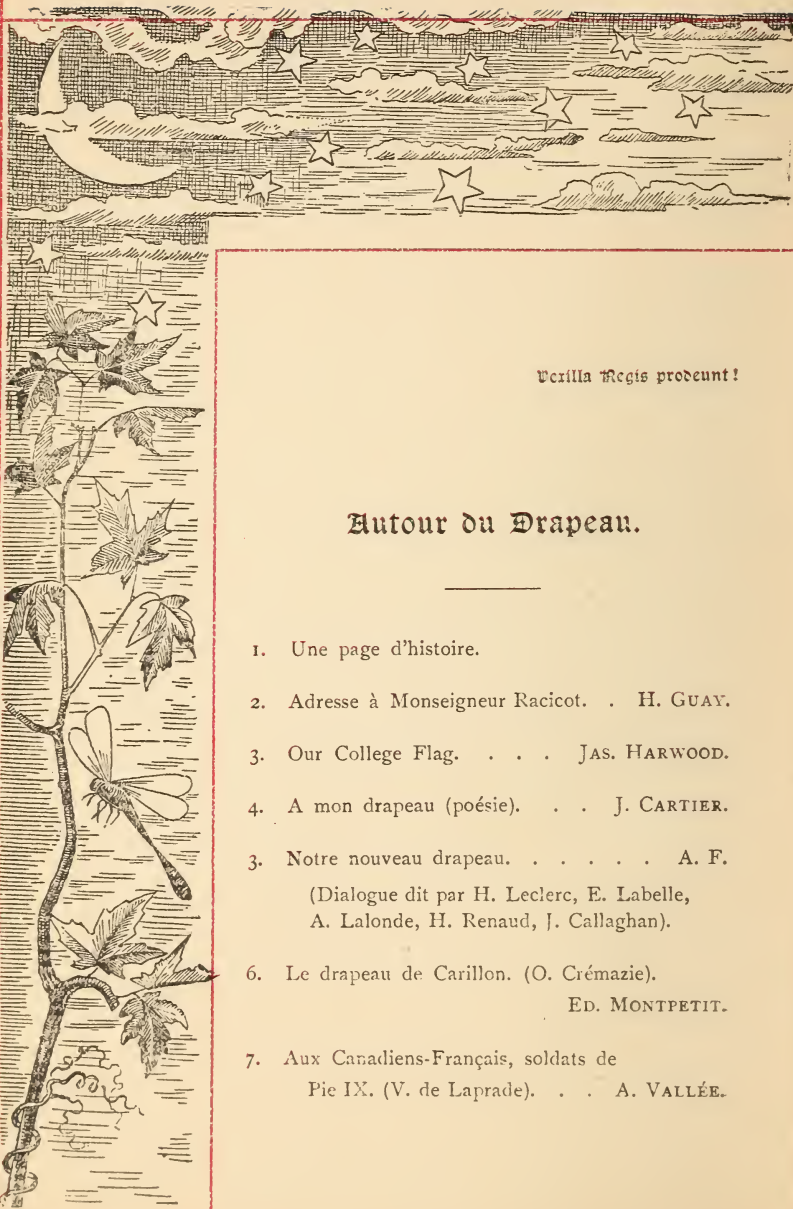 Vexilla Regis prodeunt!
Autour du Drapeau.
1. Une page d'histoire.
2. Adresse à Monseigneur Racicot. . H. GUAY.
3. Our College Flag. . . . JAS. HARWOOD.
4. A mon drapeau (poésie). . . J. CARTIER.
3. Notre nouveau drapeau. . . . . . A. F.
(Dialogue dit par H. Leclerc, E. Labelle,
A. Lalonde, H. Renaud, J. Callaghan).
6. Le drapeau de Carillon. (O. Crémazie).
ED. MONTPETIT.
7. Aux Canadiens-Français, soldats de
Pie IX. (V. de Laprade). . . A. VALLÉE.